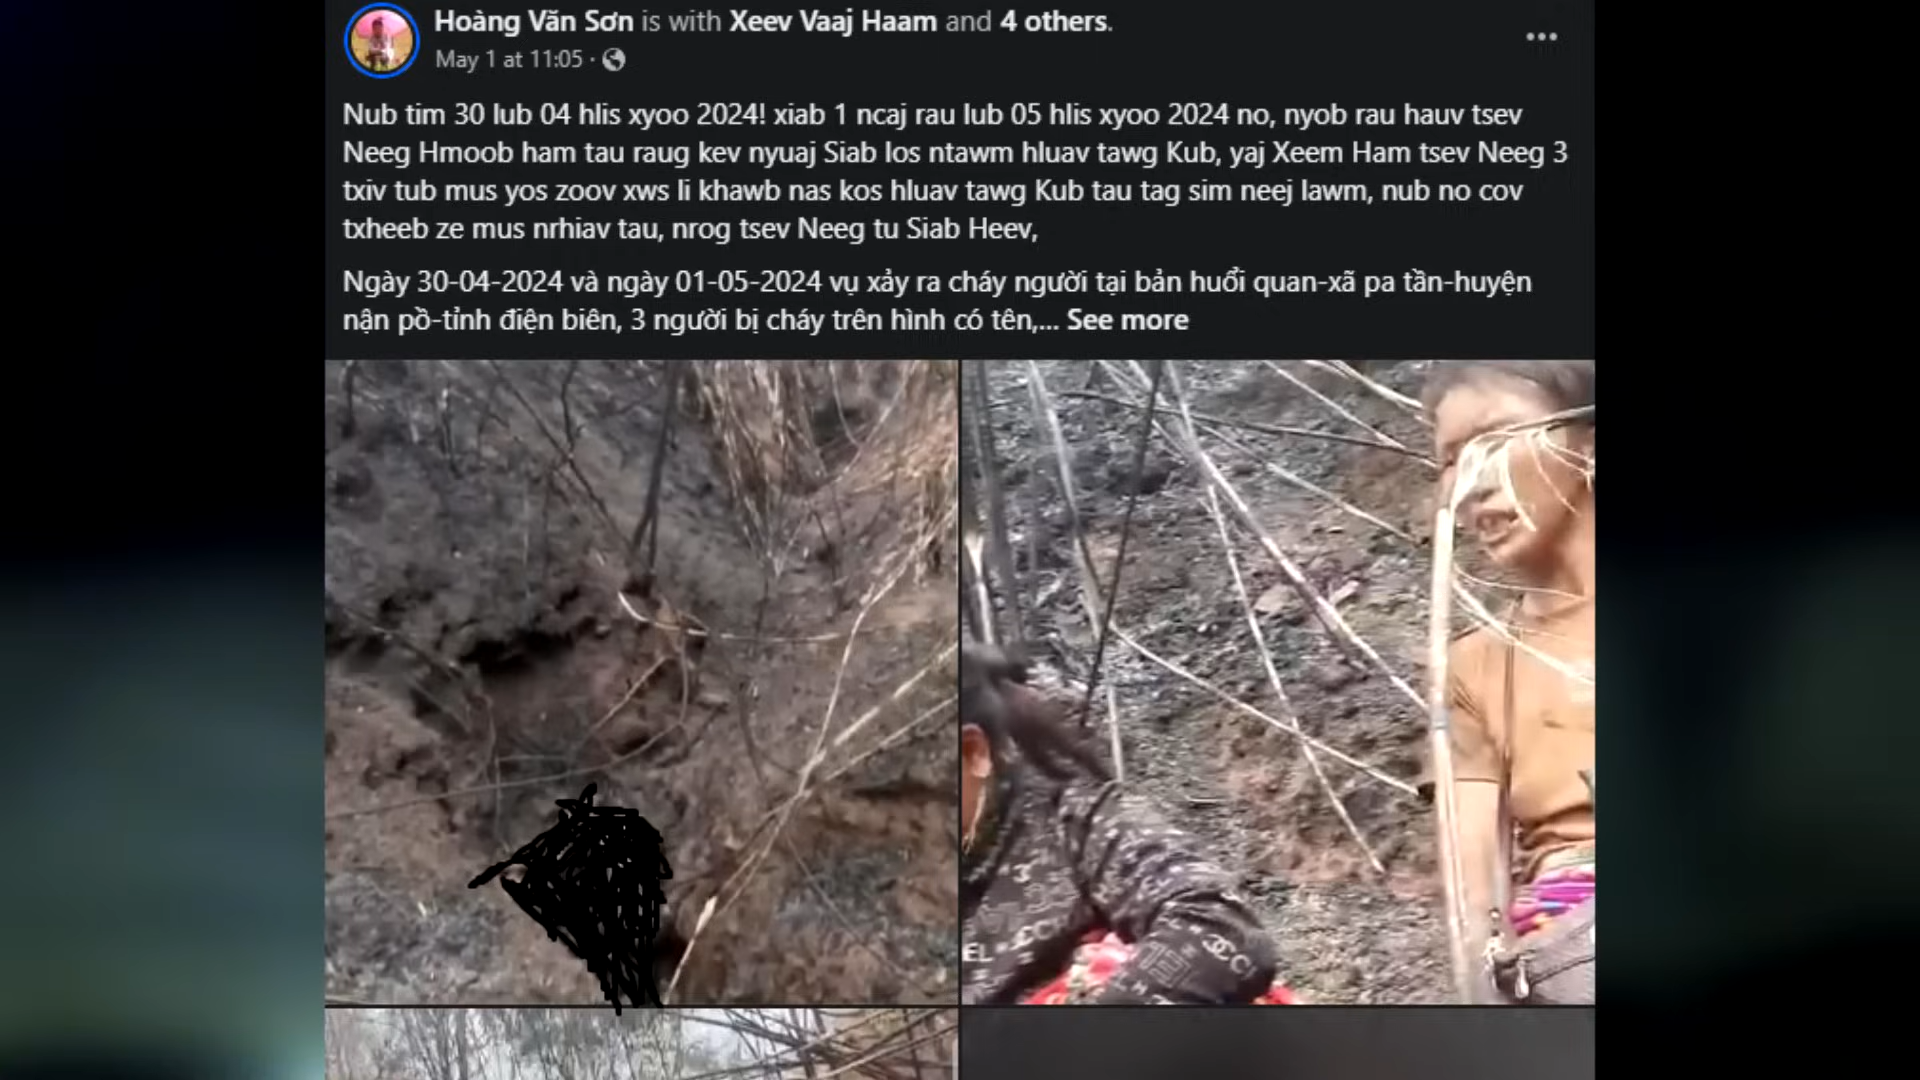 Hoàng Văn Sơn is with Xeev Vaaj Haam and 4 others.
May 1 at 11:05 ·
Nub tim 30 lub 04 hlis xyoo 2024! xiab 1 ncaj rau lub 05 hlis xyoo 2024 no, nyob rau hauv tsev
Neeg Hmoob ham tau raug kev nyuaj Siab los ntawm hluav tawg Kub, yaj Xeem Ham tsev Neeg 3
txiv tub mus yos zoov xws li khawb nas kos hluav tawg Kub tau tag sim neej lawm, nub no cov
txheeb ze mus nrhiav tau, nrog tsev Neeg tu Siab Heev,
Ngày 30-04-2024 và ngày 01-05-2024 vụ xảy ra cháy người tại bản huổi quan-xã pa tần-huyện
nận pồ-tỉnh điện biên, 3 người bị cháy trên hình có tên,... See more